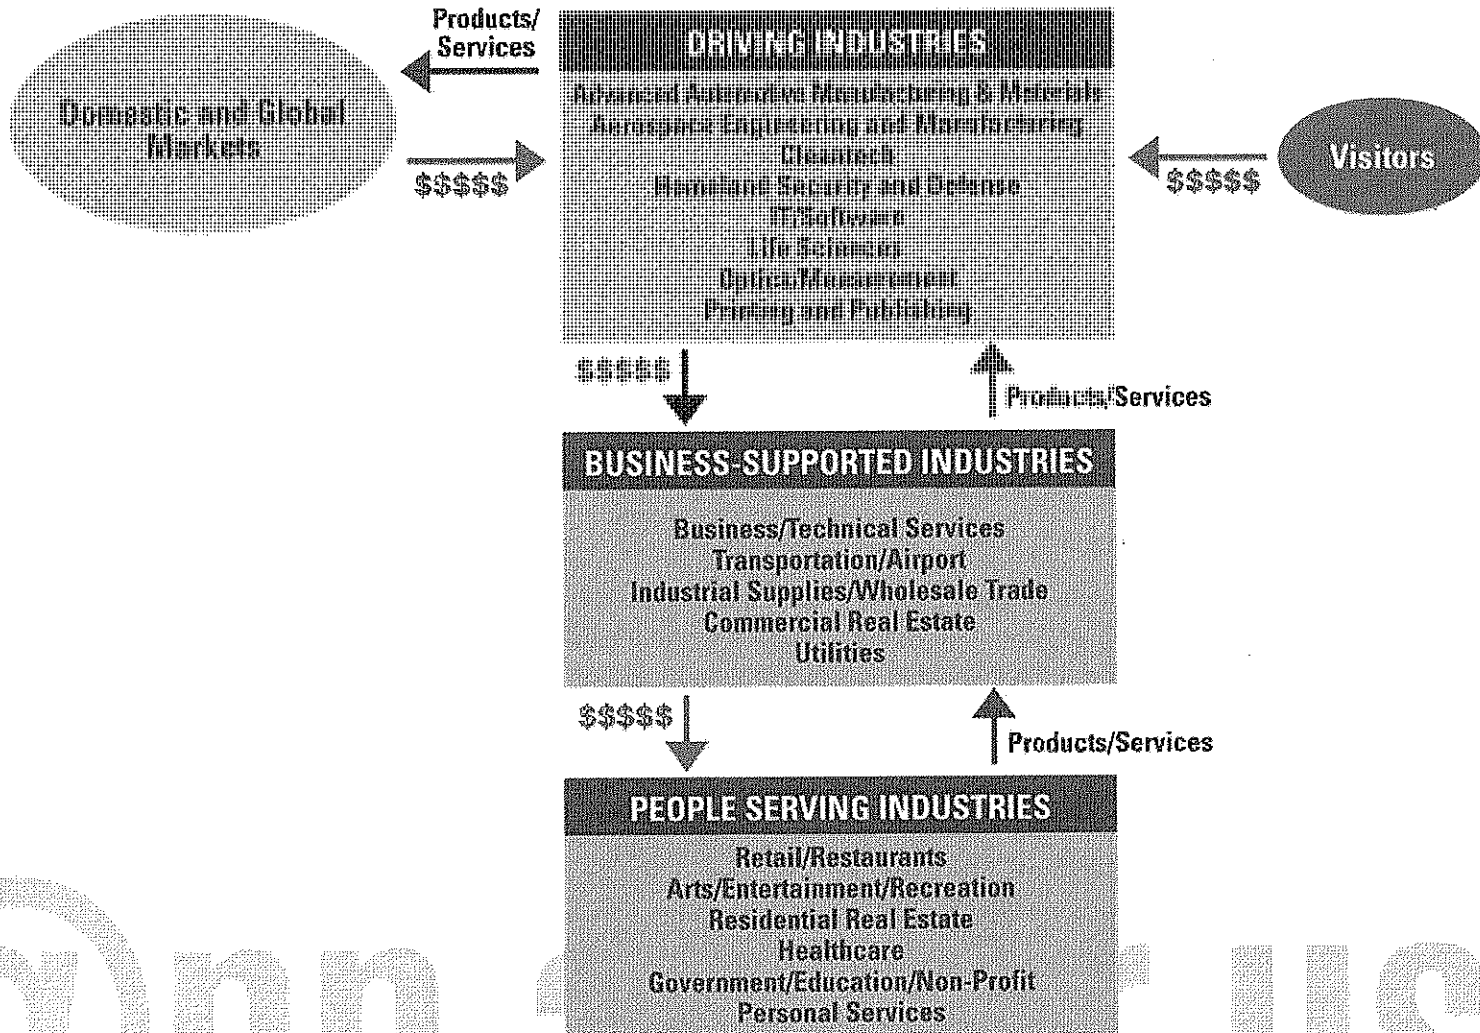 Products/
Services
DRIVING INDUSTRIES
Advanced Automotive Manufacturing & Materials
Aerospace Engineering and Manufacturing
Cleantech
Homeland Security and Defense
IT/Software
Life Sciences
Optics/Measurement
Printing and Publishing
Domestic and Global
Markets
$$$$$
Visitors
$$$$$
$$$$$
Products/Services
BUSINESS-SUPPORTED INDUSTRIES
Business/Technical Services
Transportation/Airport
Industrial Supplies/Wholesale Trade
Commercial Real Estate
Utilities
$$$$$
Products/Services
PEOPLE SERVING INDUSTRIES
Retail/Restaurants
Arts/Entertainment/Recreation
Residential Real Estate
Healthcare
Government/Education/Non-Profit
Personal Services